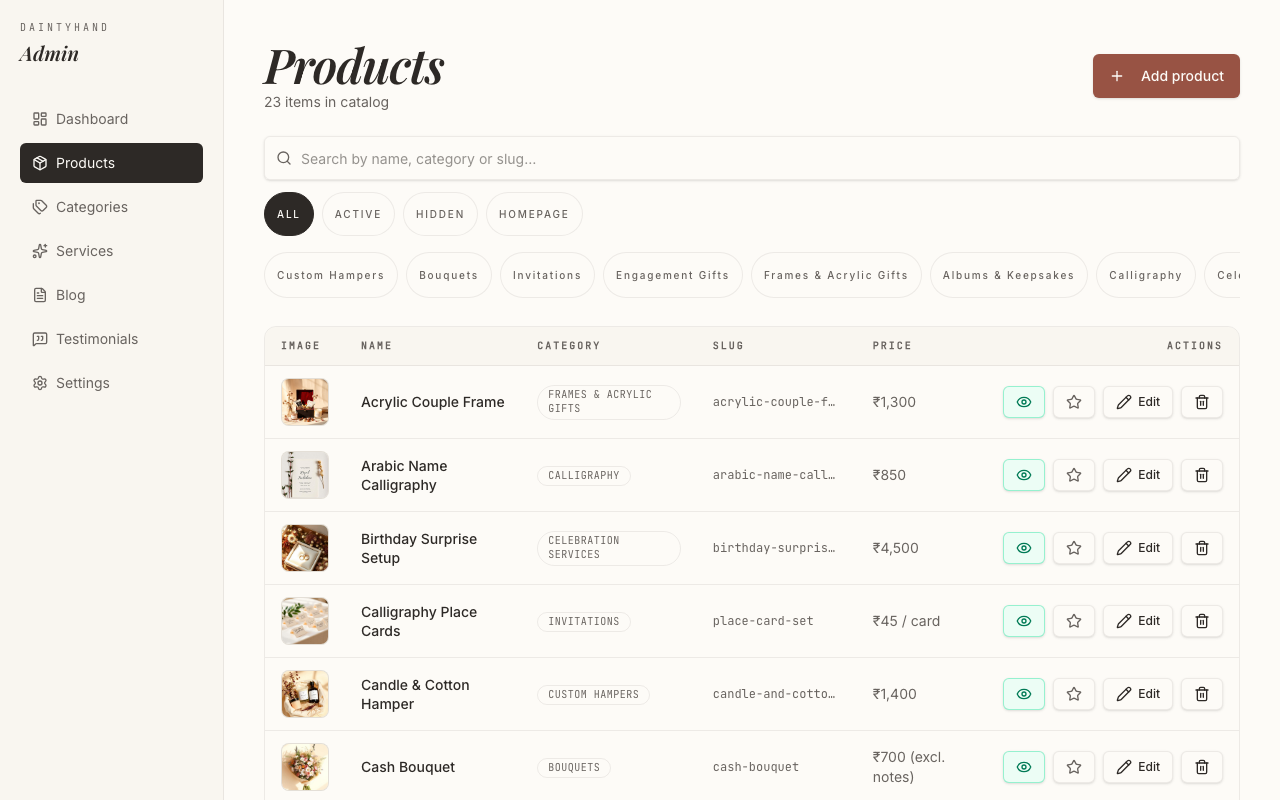 DAINTYHAND
Admin
Dashboard
Products
Categories
Services
Blog
Testimonials
Settings
Products
23 items in catalog
Add product
Search by name, category or slug...
ALL ACTIVE HIDDEN HOMEPAGE
Custom Hampers Bouquets Invitations Engagement Gifts Frames & Acrylic Gifts Albums & Keepsakes Calligraphy
IMAGE NAME CATEGORY SLUG PRICE ACTIONS
Acrylic Couple Frame
FRAMES & ACRYLIC
GIFTS
acrylic-couple-f…
₹1,300
Edit
Arabic Name
Calligraphy
CALLIGRAPHY
arabic-name-call…
₹850
Edit
Birthday Surprise
Setup
CELEBRATION
SERVICES
birthday-surpris…
₹4,500
Edit
Calligraphy Place
Cards
INVITATIONS
place-card-set
₹45 / card
Edit
Candle & Cotton
Hamper
CUSTOM HAMPERS
candle-and-cotto…
₹1,400
Edit
Cash Bouquet
BOUQUETS
cash-bouquet
₹700 (excl.
notes)
Edit